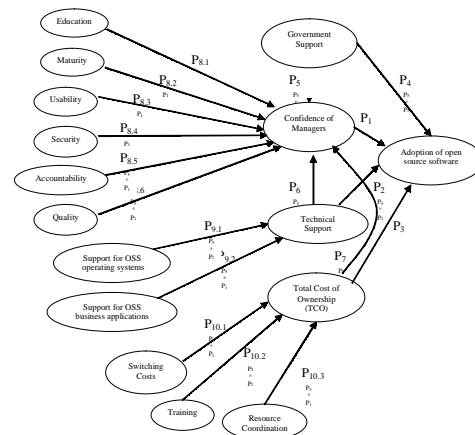 Education
Government
Support
Maturity
P8.1
P8.2
P5
P4
Usability
P8.3
Confidence of
Managers
P1
Security
P8.4
Adoption of open
source software
P8.5
Accountability
.6
P6
P2
Quality
P9.1
Technical
Support
P3
Support for OSS
operating systems
9.2
P7
Support for OSS
business applications
Total Cost of
Ownership
(TCO)
P10.1
Switching
Costs
P10.2
P10.3
Training
Resource
Coordination